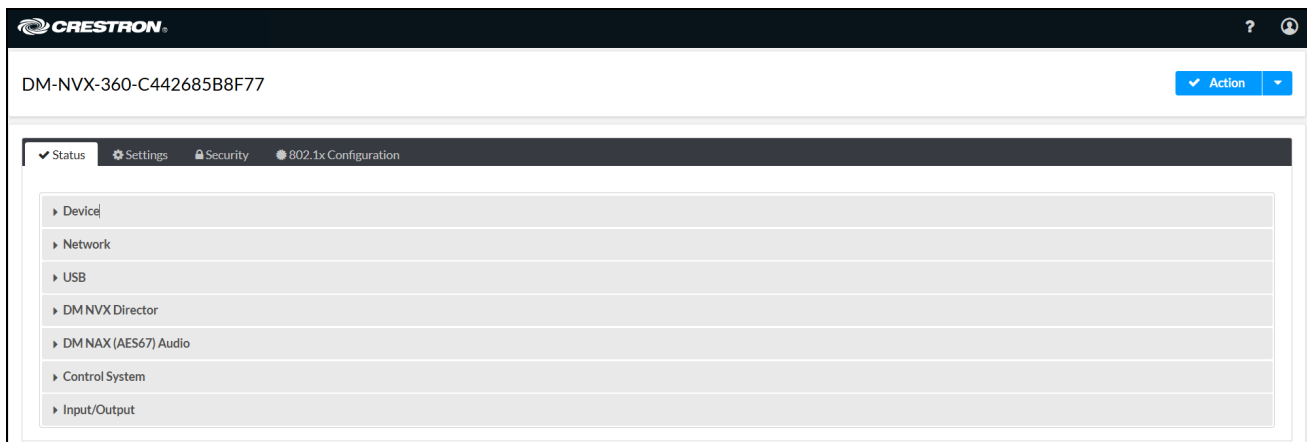 CRESTRON®
?
DM-NVX-360-C442685B8F77
Action
Status Settings Security 802.1x Configuration
Device
Network
USB
DM NVX Director
DM NAX (AES67) Audio
Control System
Input/Output